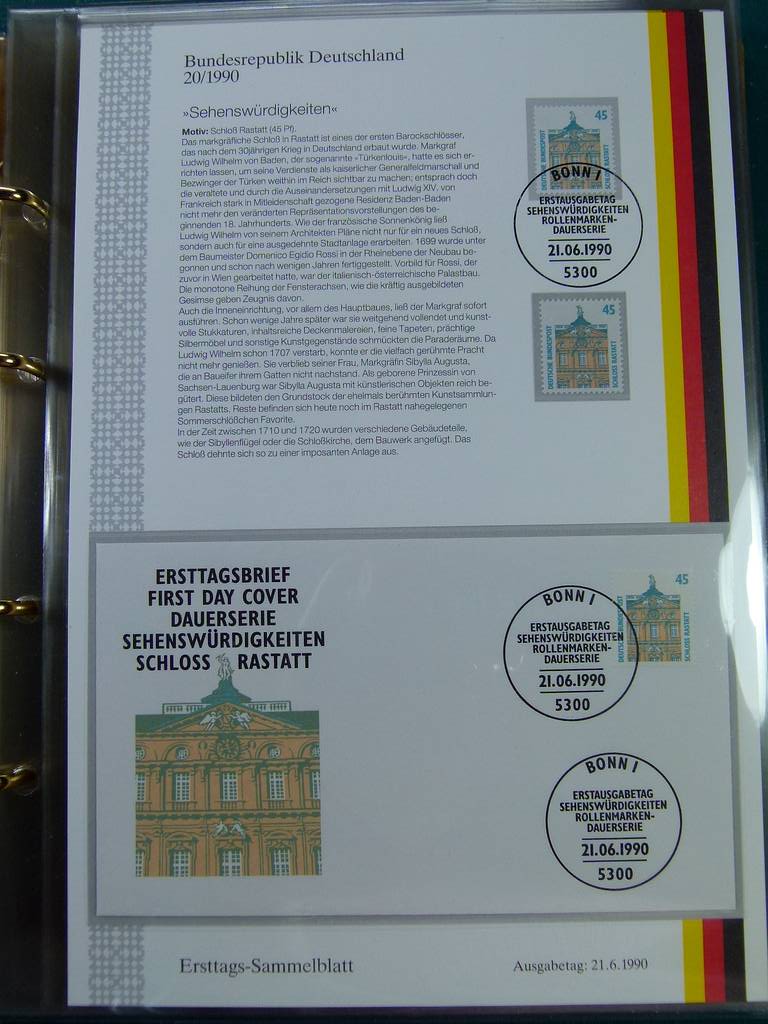 Bundesrepublik Deutschland
20/1990
»Sehenswürdigkeiten«
Motiv: Schloß Rastatt (45 Pf).
Das markgräfliche Schloß in Rastatt ist eines der ersten Barockschlösser,
das nach dem 30jährigen Krieg in Deutschland erbaut wurde. Markgraf
Ludwig Wilhelm von Baden, der sogenannte »Türkenlouis«, hatte es sich er-
richten lassen, um seine Verdienste als kaiserlicher Generalfeldmarschall und
Bezwinger der Türken weithin im Reich sichtbar zu machen; entsprach doch
die veraltete und durch die Auseinandersetzungen mit Ludwig XIV. von
Frankreich stark in Mitleidenschaft gezogene Residenz Baden-Baden
nicht mehr den veränderten Repräsentationsvorstellungen des be-
ginnenden 18. Jahrhunderts. Wie der französische Sonnenkönig ließ
Ludwig Wilhelm von seinem Architekten Pläne nicht nur für ein neues Schloß,
sondern auch für eine ausgedehnte Stadtanlage erarbeiten. 1699 wurde unter
dem Baumeister Domenico Egidio Rossi in der Rheinebene der Neubau be-
gonnen und schon nach wenigen Jahren fertiggestellt. Vorbild für Rossi, der
zuvor in Wien gearbeitet hatte, war der italienisch-österreichische Palastbau.
Die monotone Reihung der Fensterachsen, wie die kräftig ausgebildeten
Gesimse geben Zeugnis davon.
Auch die Inneneinrichtung, vor allem des Hauptbaues, ließ der Markgraf sofort
ausführen. Schon wenige Jahre später war sie weitgehend vollendet und kunst-
volle Stukkaturen, inhaltsreiche Deckenmalereien, feine Tapeten, prächtige
Silbermöbel und sonstige Kunstgegenstände schmückten die Paraderäume. Da
Ludwig Wilhelm schon 1707 verstarb, konnte er die vielfach gerühmte Pracht
nicht mehr genießen. Sie verblieb seiner Frau, Markgräfin Sibylla Augusta,
die an Baueifer ihrem Gatten nicht nachstand. Als geborene Prinzessin von
Sachsen-Lauenburg war Sibylla Augusta mit künstlerischen Objekten reich be-
gütert. Diese bildeten den Grundstock der ehemals berühmten Kunstsammlun-
gen Rastatts. Reste befinden sich heute noch im Rastatt nahegelegenen
Sommerschlößchen Favorite.
In der Zeit zwischen 1710 und 1720 wurden verschiedene Gebäudeteile,
wie der Sibyllenflügel oder die Schloßkirche, dem Bauwerk angefügt. Das
Schloß dehnte sich so zu einer imposanten Anlage aus.
45
DEUTSCHE BUNDESPOST
SCHLOSS RASTATT
BONN 1
ERSTAUSGABETAG
SEHENSWÜRDIGKEITEN
ROLLENMARKEN-
DAUERSERIE
21.06.1990
5300
45
DEUTSCHE BUNDESPOST
SCHLOSS RASTATT
ERSTTAGSBRIEF
FIRST DAY COVER
DAUERSERIE
SEHENSWÜRDIGKEITEN
SCHLOSS RASTATT
45
DEUTSCHE BUNDESPOST
SCHLOSS RASTATT
BONN 1
ERSTAUSGABETAG
SEHENSWÜRDIGKEITEN
ROLLENMARKEN-
DAUERSERIE
21.06.1990
5300
BONN 1
ERSTAUSGABETAG
SEHENSWÜRDIGKEITEN
ROLLENMARKEN-
DAUERSERIE
21.06.1990
5300
Ersttags-Sammelblatt
Ausgabetag: 21.6.1990